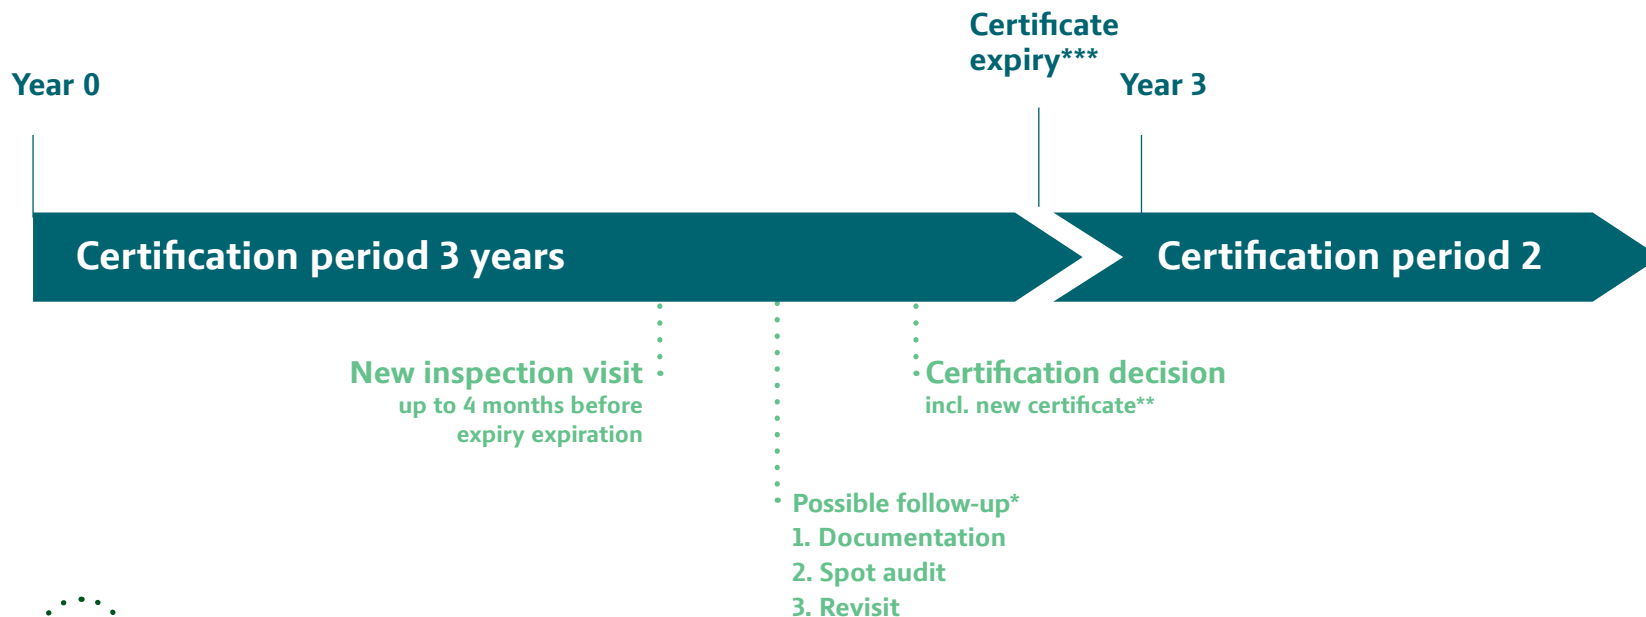 Certificate
expiry***
Year 0
Year 3
Certification period 3 years
Certification period 2
New inspection visit
up to 4 months before
expiry expiration
Certification decision
incl. new certificate**
Possible follow-up*
1. Documentation
2. Spot audit
3. Revisit